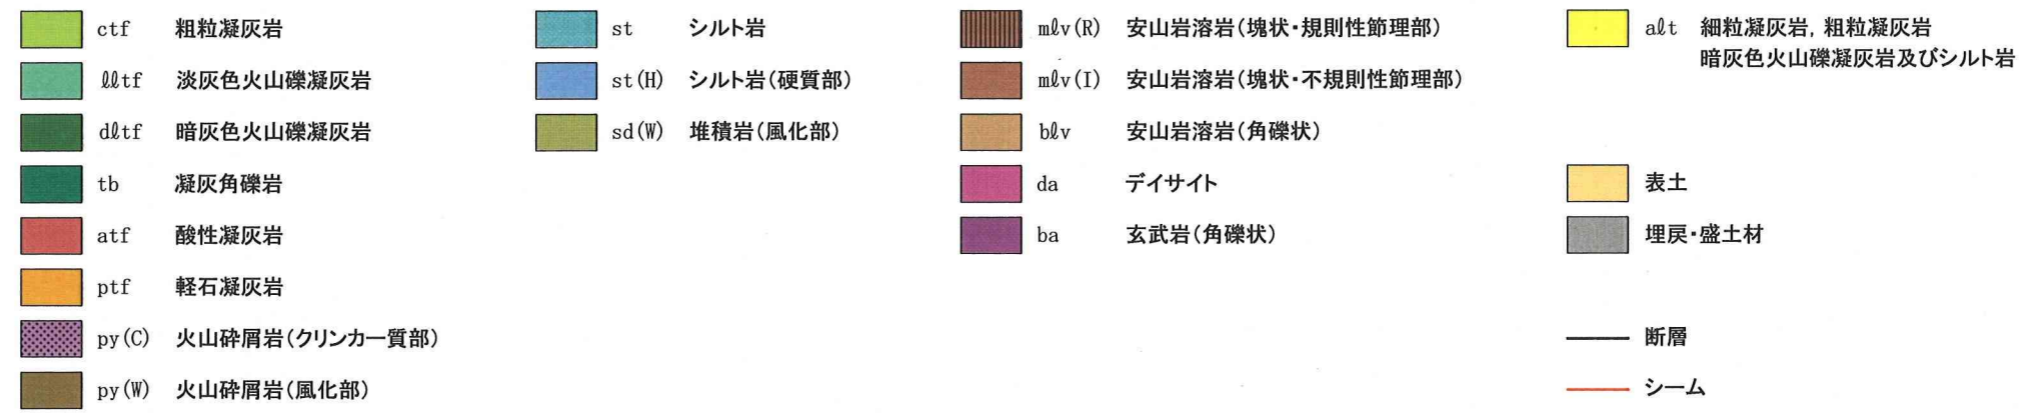 ctf 粗粒凝灰岩
ℓℓtf 淡灰色火山礫凝灰岩
dℓtf 暗灰色火山礫凝灰岩
tb 凝灰角礫岩
atf 酸性凝灰岩
ptf 軽石凝灰岩
py(C) 火山砕屑岩(クリンカー質部)
py(W) 火山砕屑岩(風化部)
st シルト岩
st(H) シルト岩(硬質部)
sd(W) 堆積岩(風化部)
mℓv(R) 安山岩溶岩(塊状・規則性節理部)
mℓv(I) 安山岩溶岩(塊状・不規則性節理部)
bℓv 安山岩溶岩(角礫状)
da デイサイト
ba 玄武岩(角礫状)
aℓt 細粒凝灰岩, 粗粒凝灰岩
暗灰色火山礫凝灰岩及びシルト岩
表土
埋戻・盛土材
断層
シーム